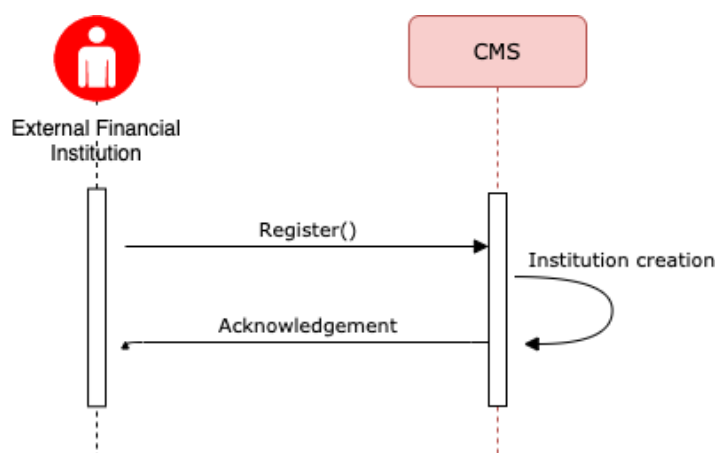 CMS
External Financial
Institution
Register()
Institution creation
Acknowledgement